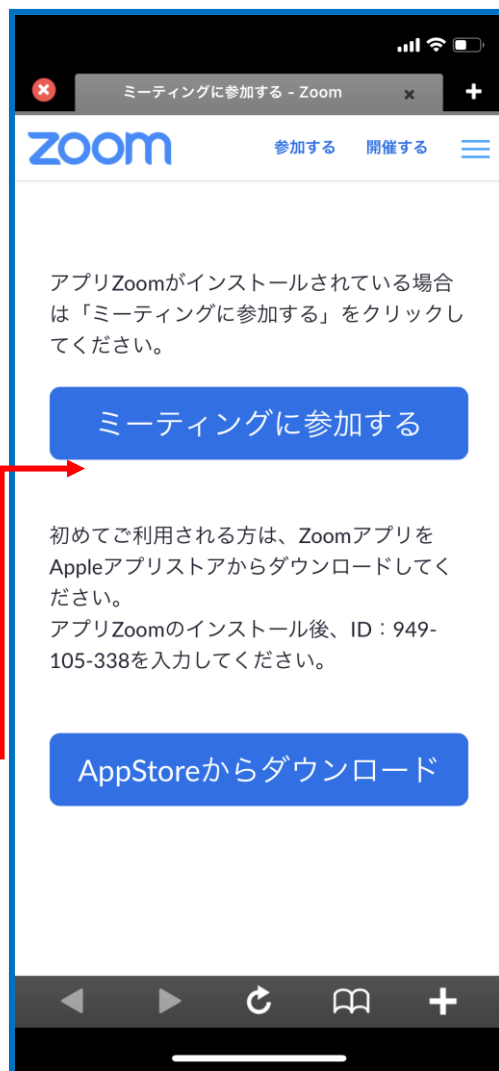 ミーティングに参加する - Zoom
zoom
参加する 開催する
アプリZoomがインストールされている場合
は「ミーティングに参加する」をクリックし
てください。
ミーティングに参加する
初めてご利用される方は、Zoomアプリを
Appleアプリストアからダウンロードしてく
ださい。
アプリZoomのインストール後、ID：949-
105-338を入力してください。
AppStoreからダウンロード